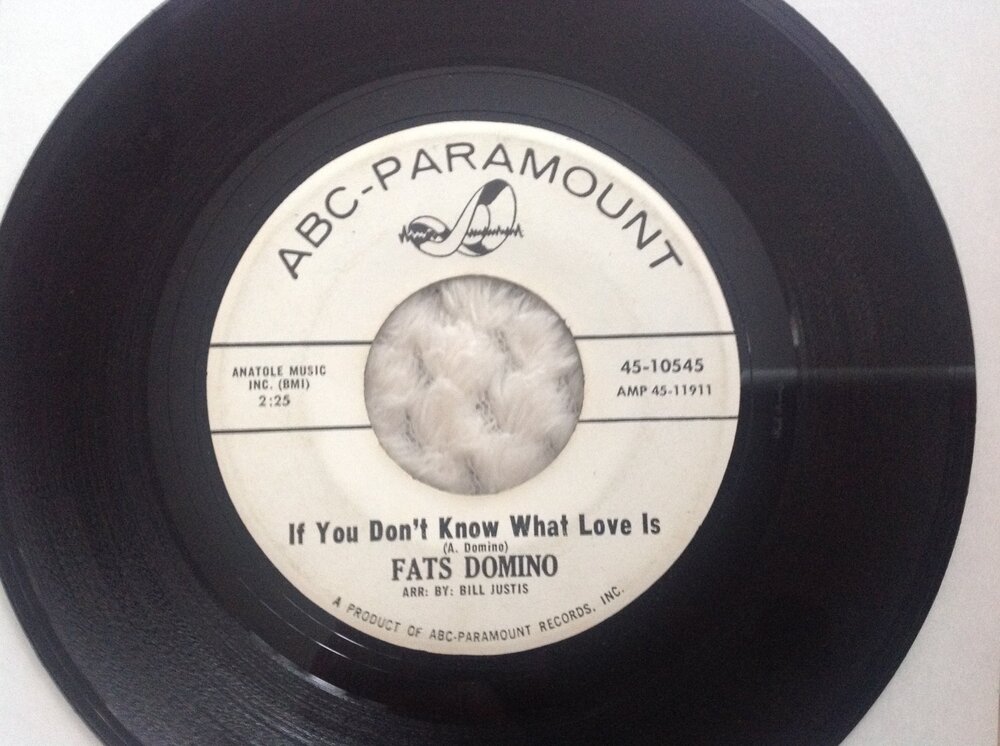 ABC-PARAMOUNT
ANATOLE MUSIC
INC. (BMI)
2:25
45-10545
AMP 45-11911
If You Don't Know What Love Is
(A. Domino)
FATS DOMINO
ARR: BY: BILL JUSTIS
A PRODUCT OF ABC-PARAMOUNT RECORDS, INC.